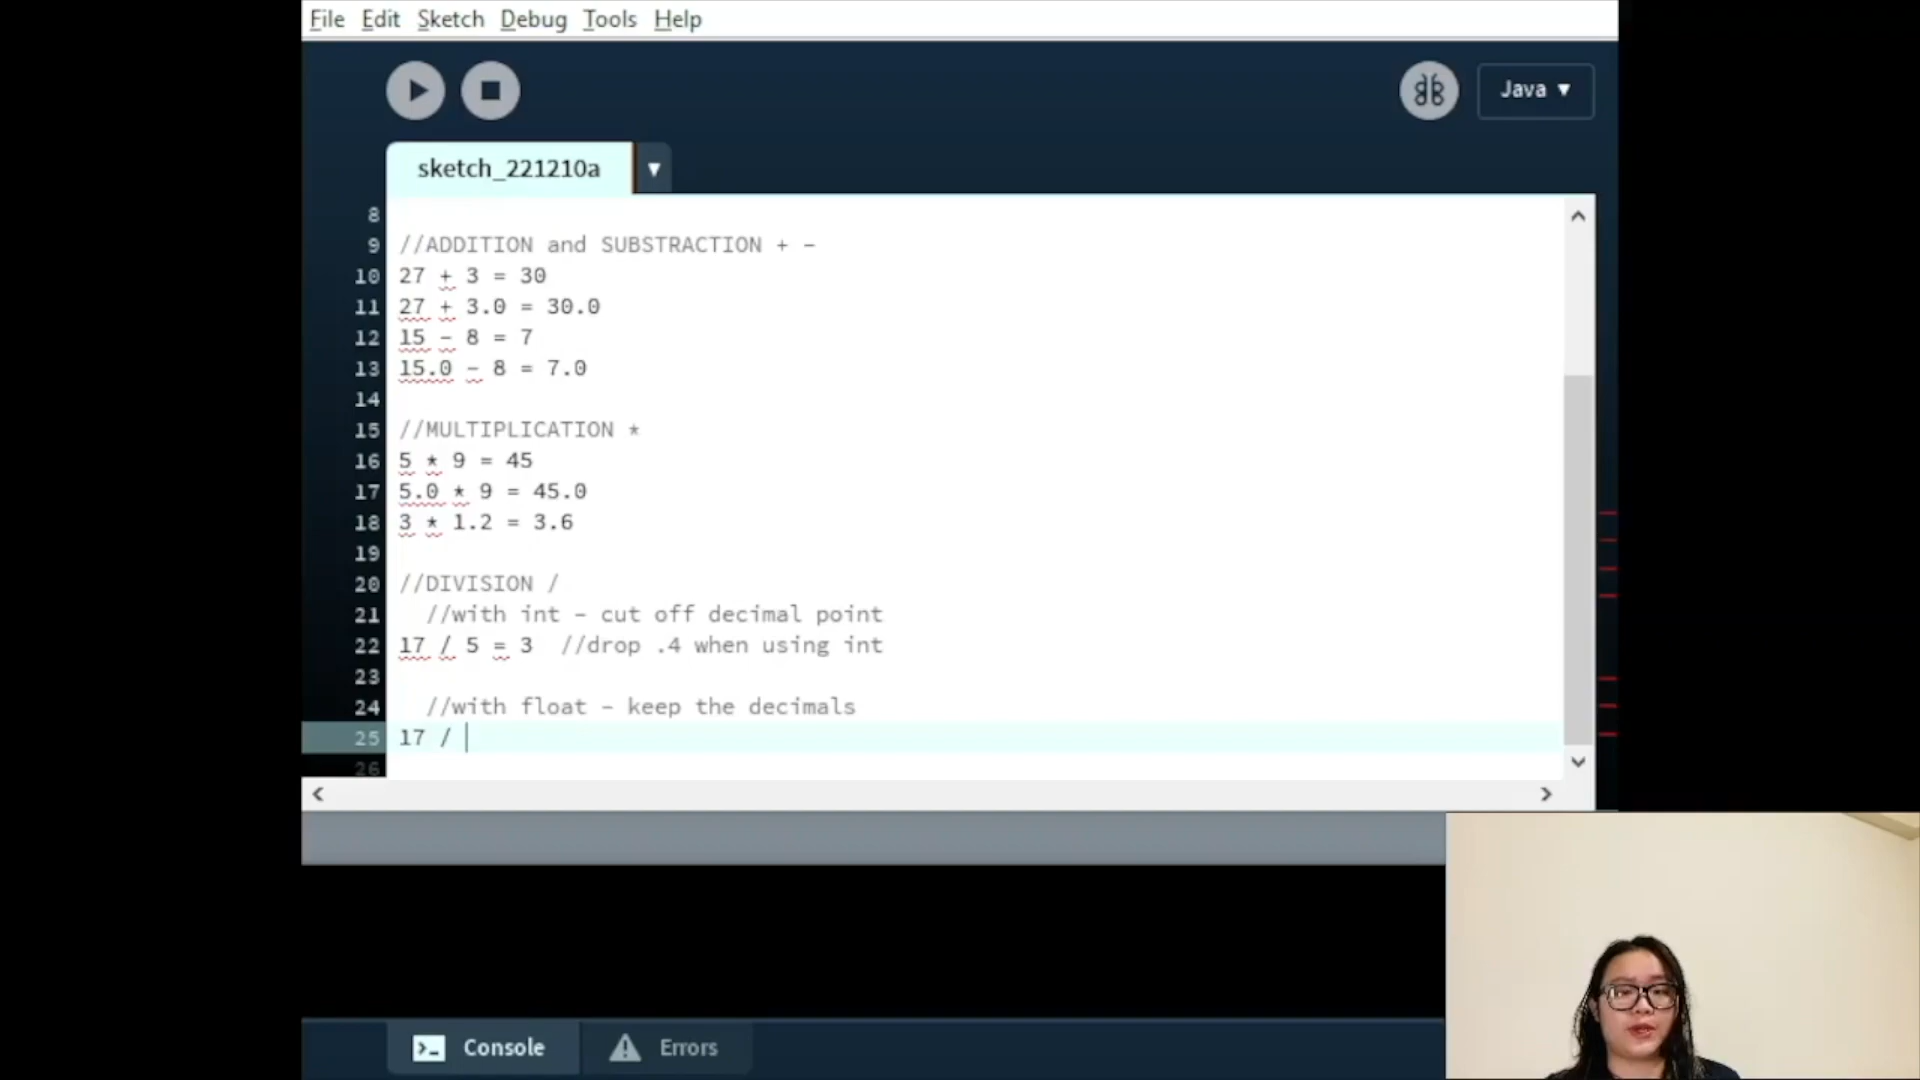 File Edit Sketch Debug Tools Help
Java ▼
sketch_221210a ▼
8
9 //ADDITION and SUBSTRACTION + -
10 27 + 3 = 30
11 27 + 3.0 = 30.0
12 15 - 8 = 7
13 15.0 - 8 = 7.0
14
15 //MULTIPLICATION *
16 5 * 9 = 45
17 5.0 * 9 = 45.0
18 3 * 1.2 = 3.6
19
20 //DIVISION /
21 //with int - cut off decimal point
22 17 / 5 = 3 //drop .4 when using int
23
24 //with float - keep the decimals
25 17 /
26
Console Errors